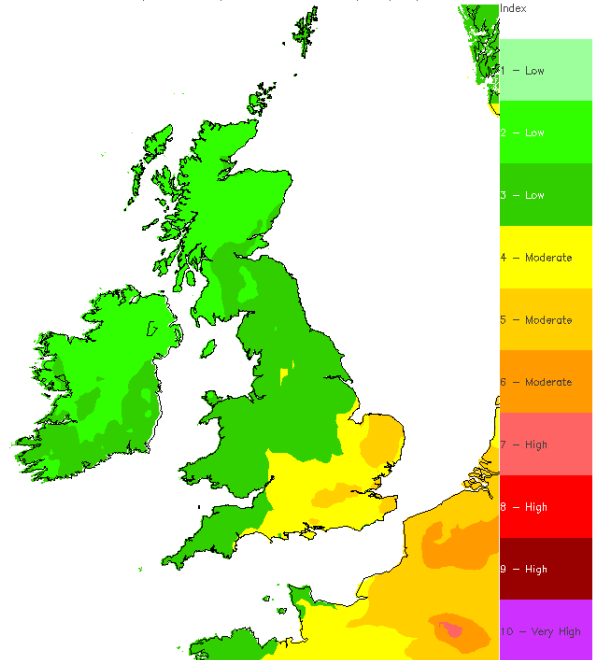 Index
1 - Low
2 - Low
3 - Low
4 - Moderate
5 - Moderate
6 - Moderate
7 - High
8 - High
9 - High
10 - Very High